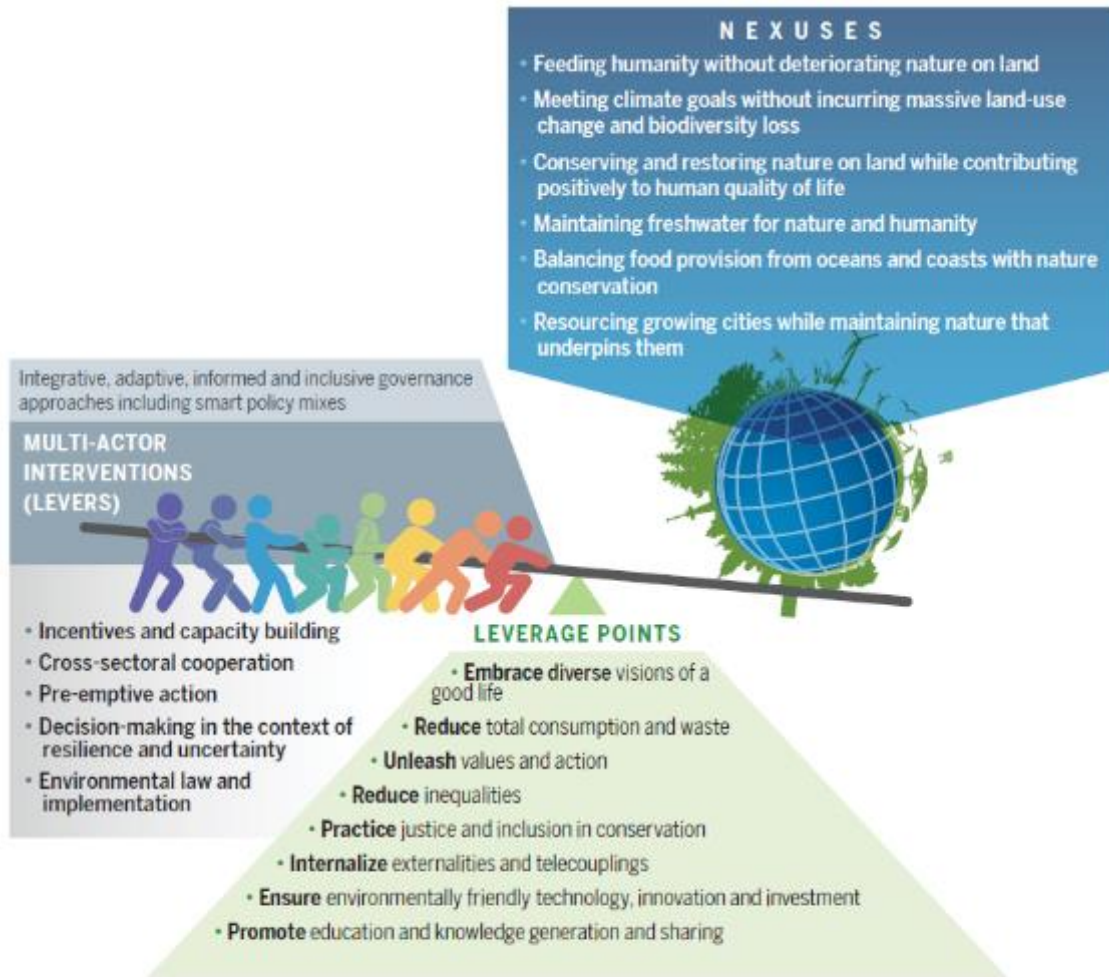 NEXUSES
• Feeding humanity without deteriorating nature on land
• Meeting climate goals without incurring massive land-use
change and biodiversity loss
• Conserving and restoring nature on land while contributing
positively to human quality of life
• Maintaining freshwater for nature and humanity
• Balancing food provision from oceans and coasts with nature
conservation
• Resourcing growing cities while maintaining nature that
underpins them
Integrative, adaptive, informed and inclusive governance
approaches including smart policy mixes
MULTI-ACTOR
INTERVENTIONS
(LEVERS)
• Incentives and capacity building
• Cross-sectoral cooperation
• Pre-emptive action
• Decision-making in the context of
resilience and uncertainty
• Environmental law and
implementation
LEVERAGE POINTS
• Embrace diverse visions of a
good life
• Reduce total consumption and waste
• Unleash values and action
• Reduce inequalities
• Practice justice and inclusion in conservation
• Internalize externalities and telecouplings
• Ensure environmentally friendly technology, innovation and investment
• Promote education and knowledge generation and sharing